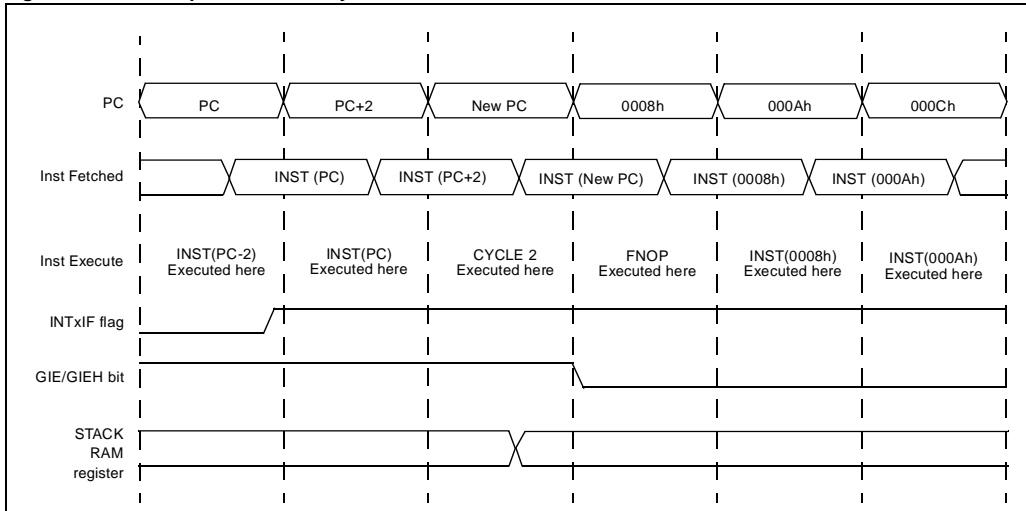 PC
PC
PC+2
New PC
0008h
000Ah
000Ch
Inst Fetched
INST (PC)
INST (PC+2)
INST (New PC)
INST (0008h)
INST (000Ah)
Inst Execute
INST(PC-2)
Executed here
INST(PC)
Executed here
CYCLE 2
Executed here
FNOP
Executed here
INST(0008h)
Executed here
INST(000Ah)
Executed here
INTxIF flag
GIE/GIEH bit
STACK
RAM
register